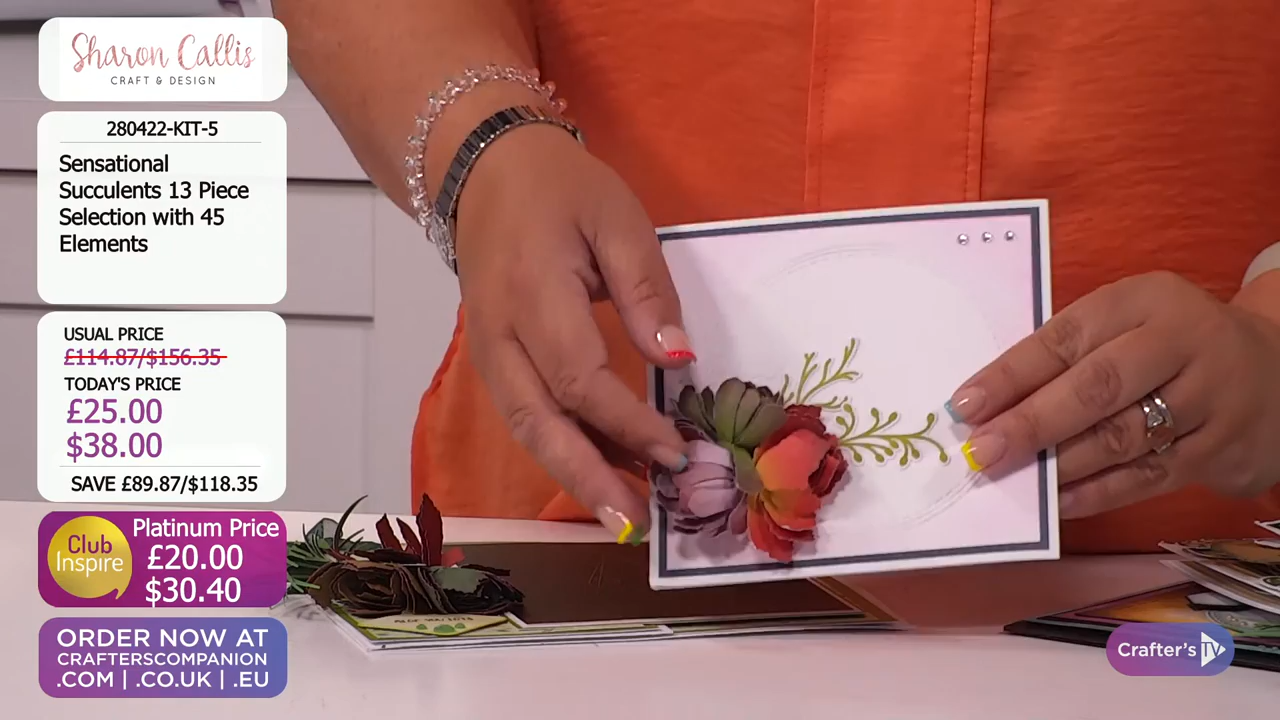 Sharon Callis
CRAFT & DESIGN
280422-KIT-5
Sensational
Succulents 13 Piece
Selection with 45
Elements
USUAL PRICE
£114.87/$156.35
TODAY'S PRICE
£25.00
$38.00
SAVE £89.87/$118.35
Club
Inspire
Platinum Price
£20.00
$30.40
ORDER NOW AT
CRAFTERSCOMPANION
.COM | .CO.UK | .EU
Crafter's TV